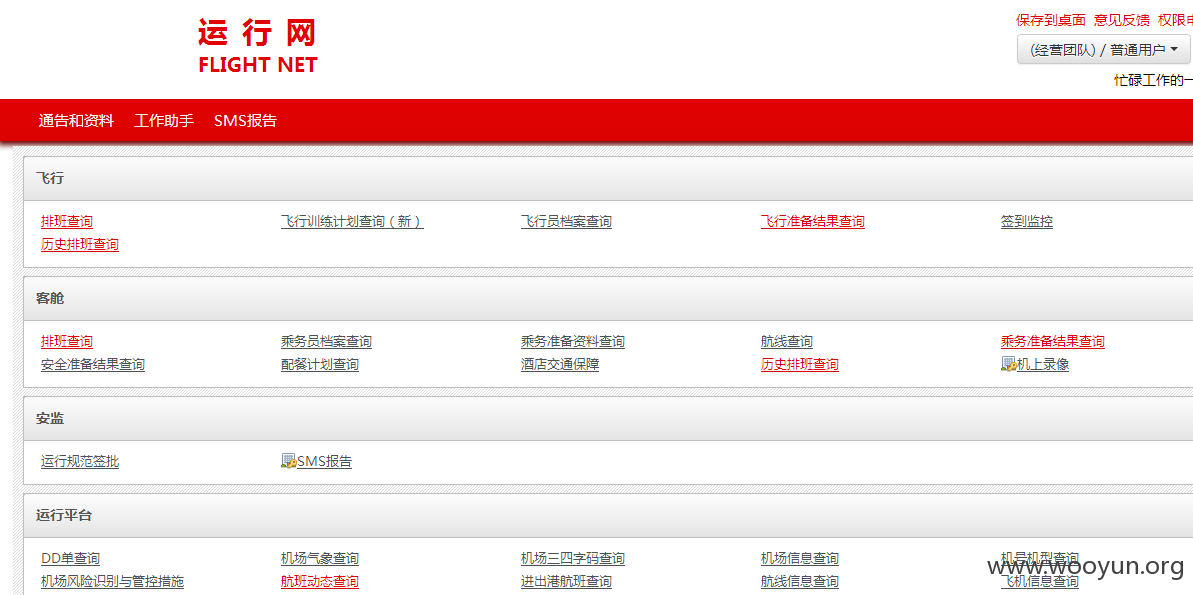 运行网
FLIGHT NET
保存到桌面 意见反馈 权限
(经营团队) / 普通用户
忙碌工作的一
通告和资料 工作助手 SMS报告
飞行
排班查询 飞行训练计划查询（新） 飞行员档案查询 飞行准备结果查询 签到监控
历史排班查询
客舱
排班查询 乘务员档案查询 乘务准备资料查询 航线查询 乘务准备结果查询
安全准备结果查询 配餐计划查询 酒店交通保障 历史排班查询 机上录像
安监
运行规范签批 SMS报告
运行平台
DD单查询 机场气象查询 机场三四字码查询 机场信息查询 机号机型查询
机场风险识别与管控措施 航班动态查询 进出港航班查询 航线信息查询 飞机信息查询
www.wooyun.org